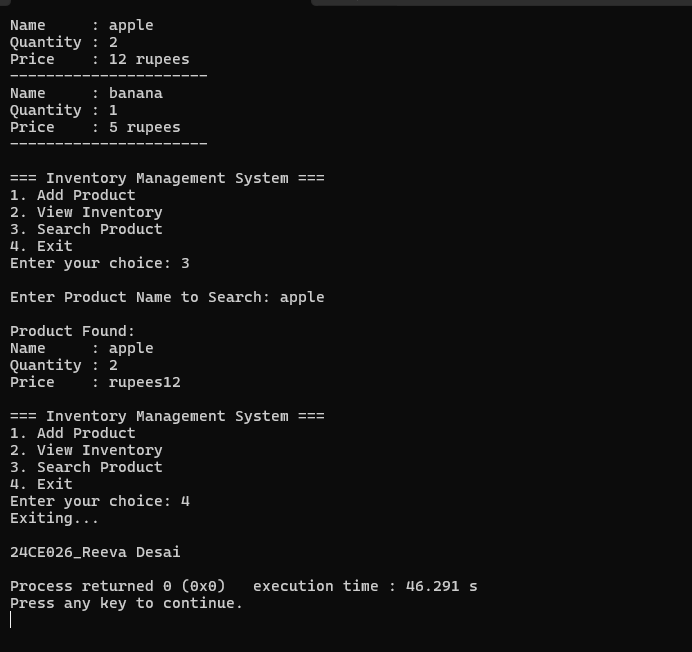 Name     : apple
Quantity : 2
Price    : 12 rupees
----------------------
Name     : banana
Quantity : 1
Price    : 5 rupees
----------------------
=== Inventory Management System ===
1. Add Product
2. View Inventory
3. Search Product
4. Exit
Enter your choice: 3
Enter Product Name to Search: apple
Product Found:
Name     : apple
Quantity : 2
Price    : rupees12
=== Inventory Management System ===
1. Add Product
2. View Inventory
3. Search Product
4. Exit
Enter your choice: 4
Exiting...
24CE026_Reeva Desai
Process returned 0 (0x0)   execution time : 46.291 s
Press any key to continue.